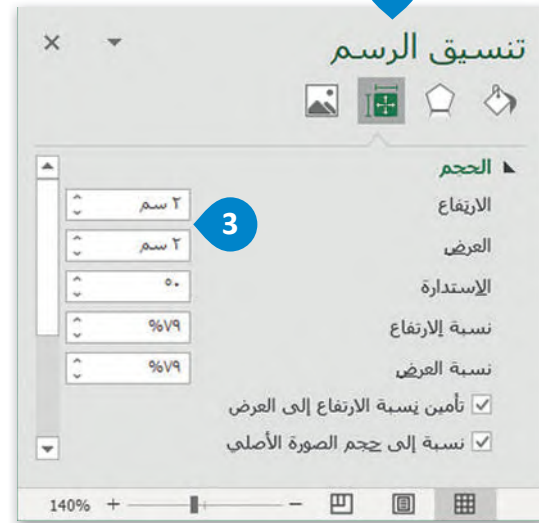 تنسيق الرسم
الحجم
الارتفاع ٢ سم
3
العرض ٢ سم
الإستدارة ٥٠
نسبة الارتفاع ٧٩%
نسبة العرض ٧٩%
تأمين نسبة الارتفاع إلى العرض
نسبة إلى حجم الصورة الأصلي
140%